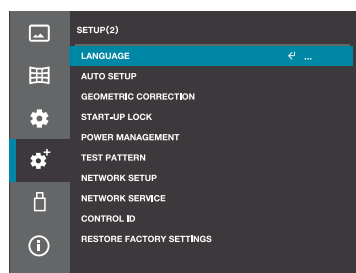 SETUP(2)
LANGUAGE ...
AUTO SETUP
GEOMETRIC CORRECTION
START-UP LOCK
POWER MANAGEMENT
TEST PATTERN
NETWORK SETUP
NETWORK SERVICE
CONTROL ID
RESTORE FACTORY SETTINGS